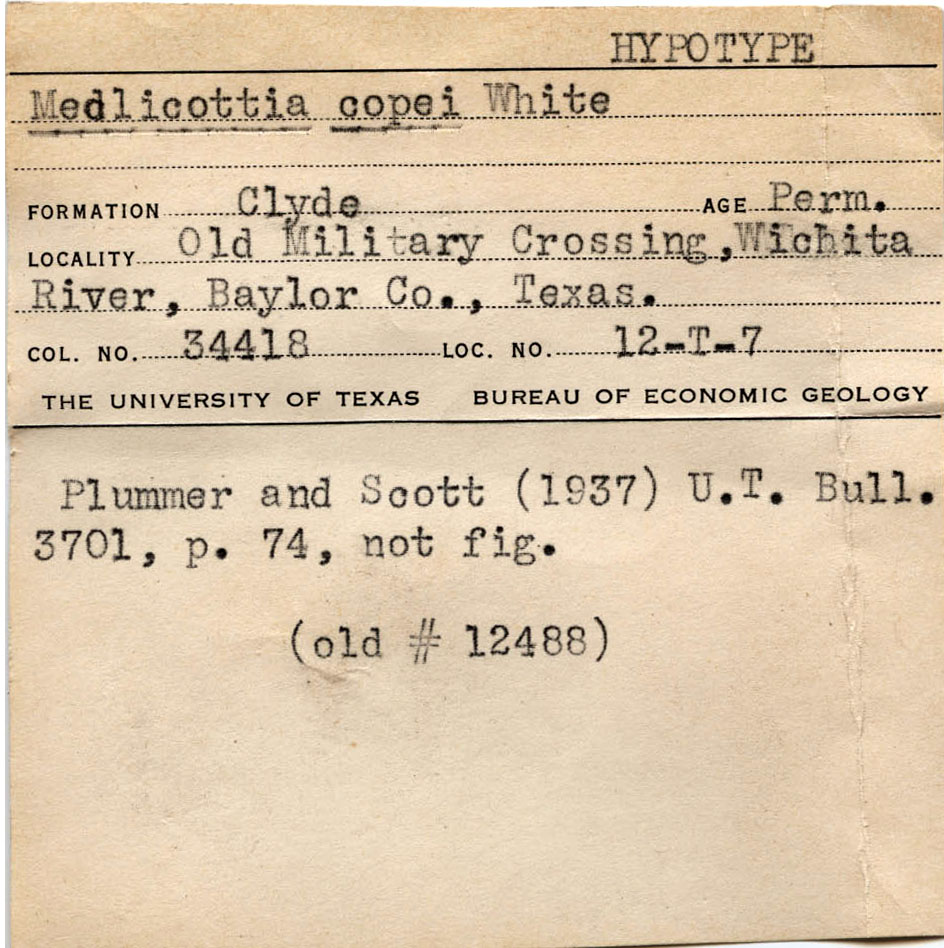 HYPOTYPE
Medlicottia copei White
FORMATION Clyde AGE Perm.
LOCALITY Old Military Crossing, Wichita
River, Baylor Co., Texas.
COL. NO. 34418 LOC. NO. 12-T-7
THE UNIVERSITY OF TEXAS BUREAU OF ECONOMIC GEOLOGY
Plummer and Scott (1937) U.T. Bull.
3701, p. 74, not fig.
(old # 12488)